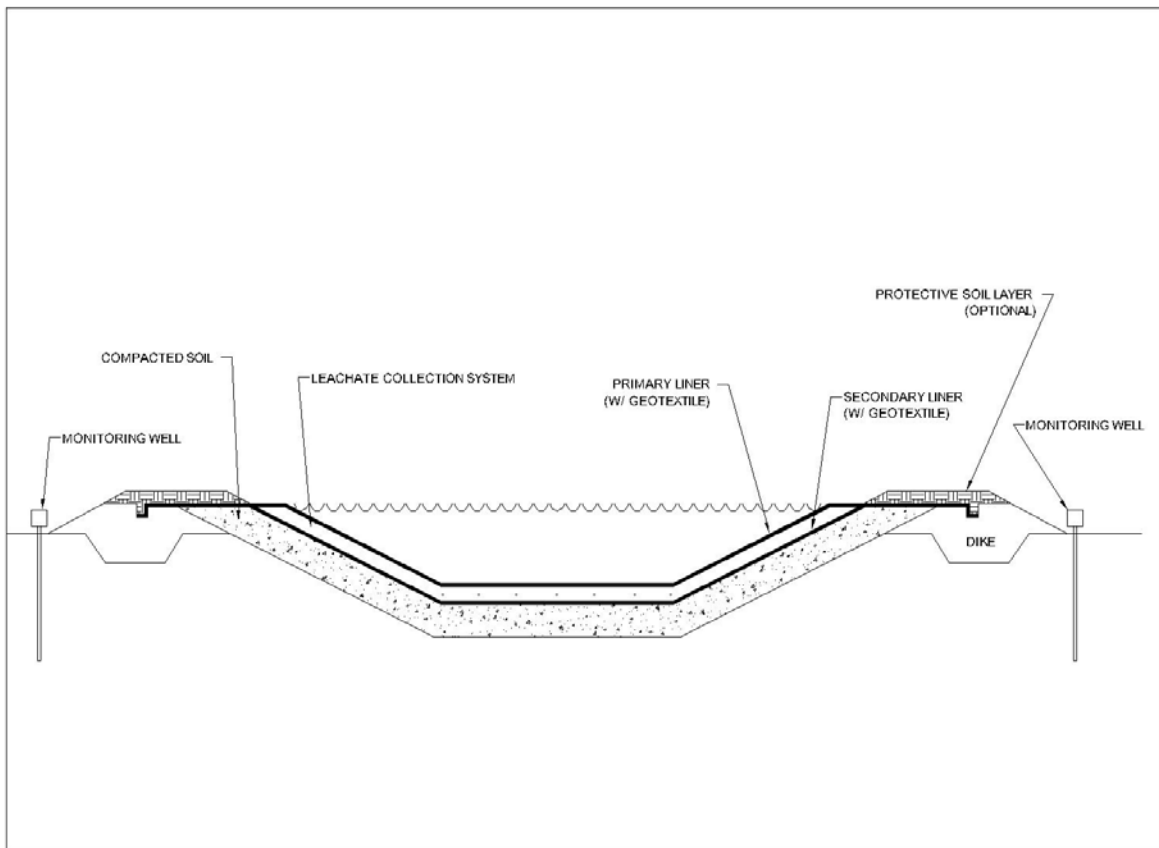 PROTECTIVE SOIL LAYER
(OPTIONAL)
COMPACTED SOIL
LEACHATE COLLECTION SYSTEM
PRIMARY LINER
(W/ GEOTEXTILE)
SECONDARY LINER
(W/ GEOTEXTILE)
MONITORING WELL
MONITORING WELL
DIKE